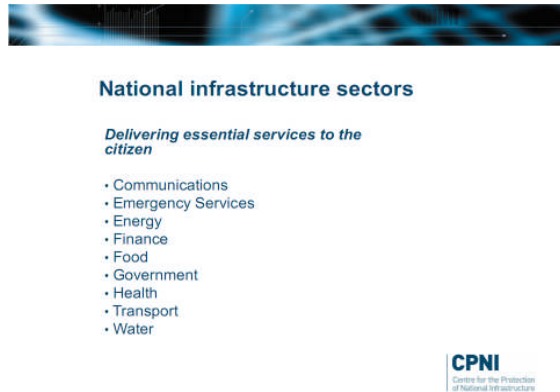 National infrastructure sectors
Delivering essential services to the
citizen
• Communications
• Emergency Services
• Energy
• Finance
• Food
• Government
• Health
• Transport
• Water
CPNI
Centre for the Protection
of National Infrastructure